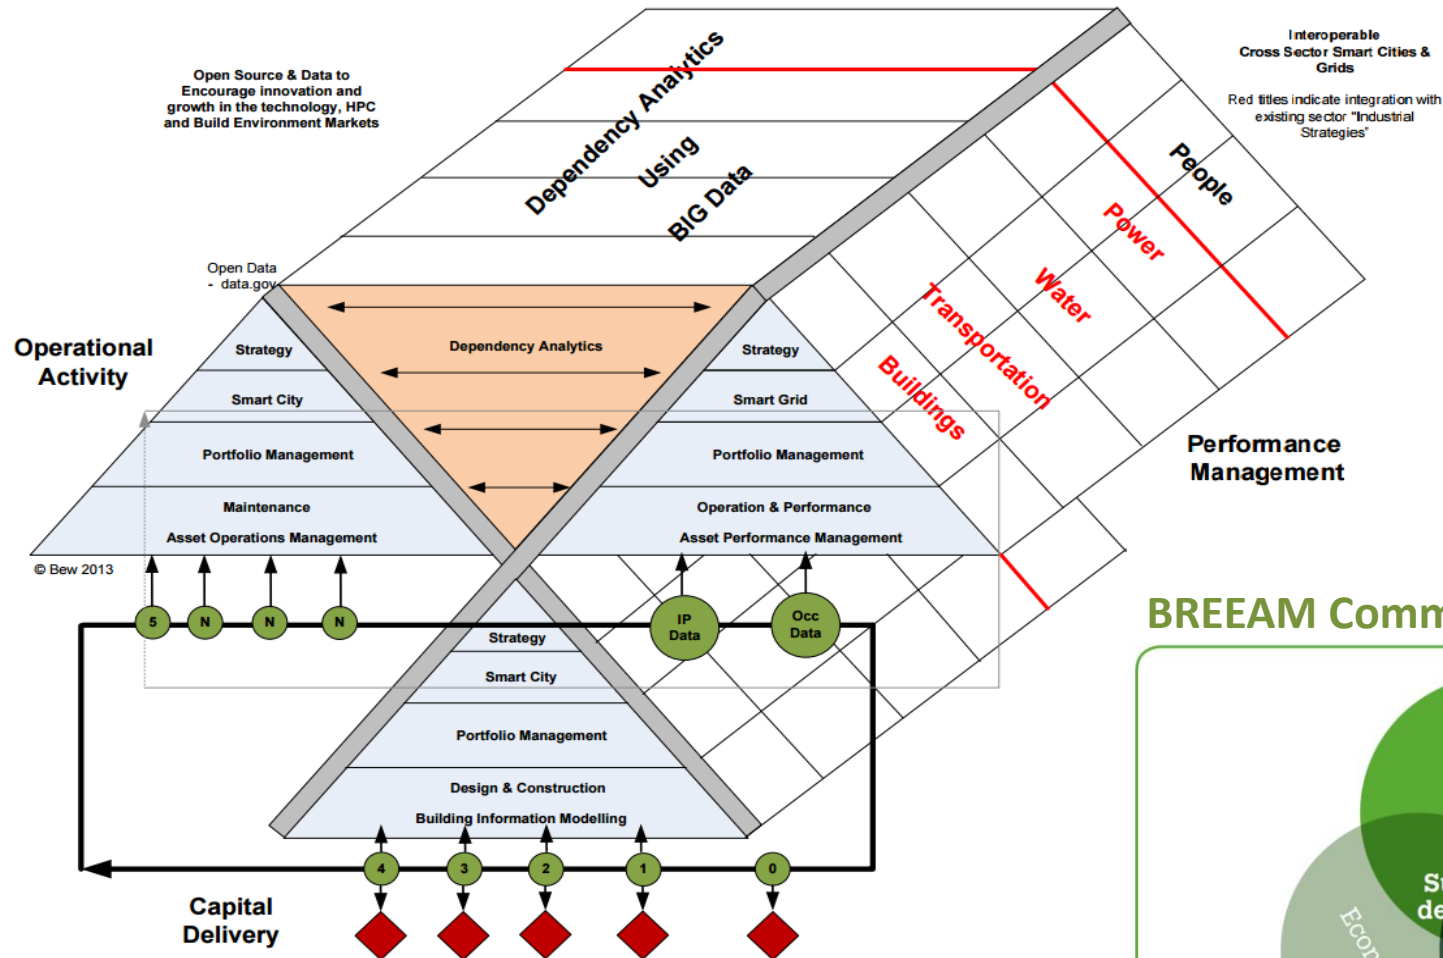 Open Source & Data to
Encourage innovation and
growth in the technology, HPC
and Build Environment Markets
Interoperable
Cross Sector Smart Cities &
Grids
Red titles indicate integration with
existing sector "Industrial
Strategies"
Dependency Analytics
Using
BIG Data
People
Power
Water
Transportation
Buildings
Open Data
- data.gov
Operational
Activity
Performance
Management
Strategy
Smart City
Portfolio Management
Maintenance
Asset Operations Management
Dependency Analytics
Strategy
Smart Grid
Portfolio Management
Operation & Performance
Asset Performance Management
© Bew 2013
5
N
N
N
IP
Data
Occ
Data
Strategy
Smart City
Portfolio Management
Design & Construction
Building Information Modelling
4
3
2
1
0
Capital
Delivery
BREEAM